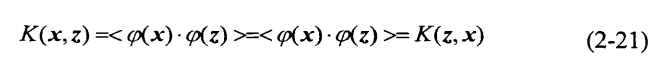 K(x, z) =< φ(x) · φ(z) >=< φ(x) · φ(z) >= K(z, x) (2-21)